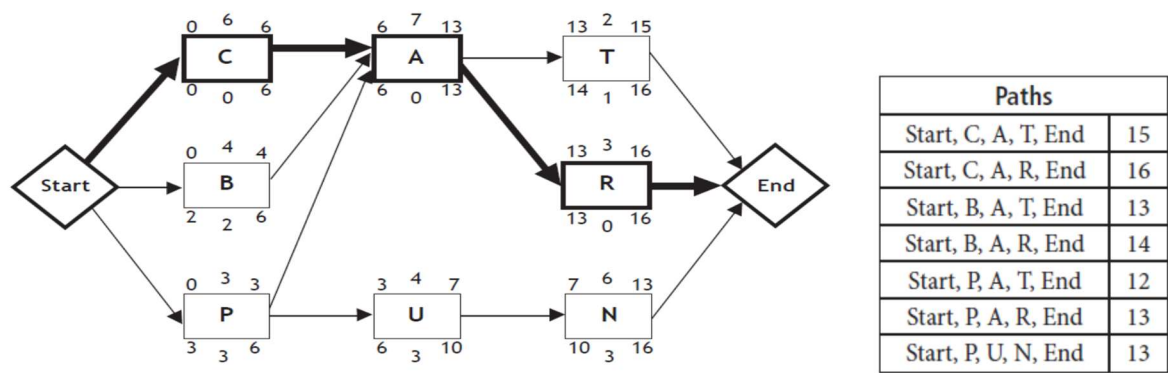 0 6 6
C
0 0 6
6 7 13
A
6 0 13
13 2 15
T
14 1 16
Start
0 4 4
B
2 2 6
13 3 16
R
13 0 16
End
0 3 3
P
3 3 6
3 4 7
U
6 3 10
7 6 13
N
10 3 16
Paths
Start, C, A, T, End 15
Start, C, A, R, End 16
Start, B, A, T, End 13
Start, B, A, R, End 14
Start, P, A, T, End 12
Start, P, A, R, End 13
Start, P, U, N, End 13